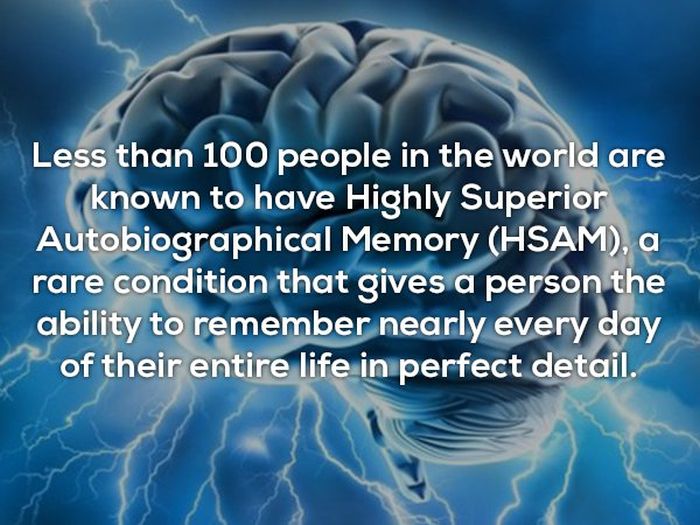 Less than 100 people in the world are
known to have Highly Superior
Autobiographical Memory (HSAM), a
rare condition that gives a person the
ability to remember nearly every day
of their entire life in perfect detail.